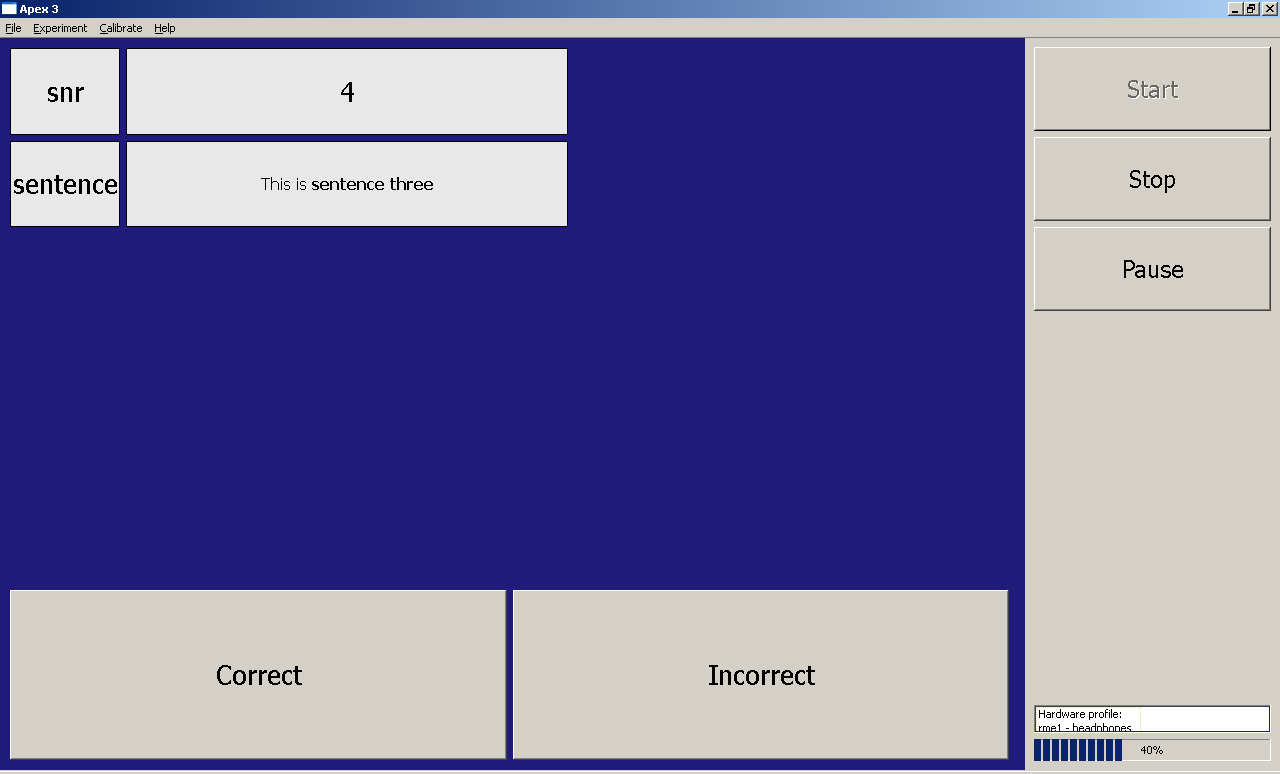 Apex 3
File Experiment Calibrate Help
snr
4
sentence
This is sentence three
Start
Stop
Pause
Correct
Incorrect
Hardware profile:
rme1 - headphones
40%